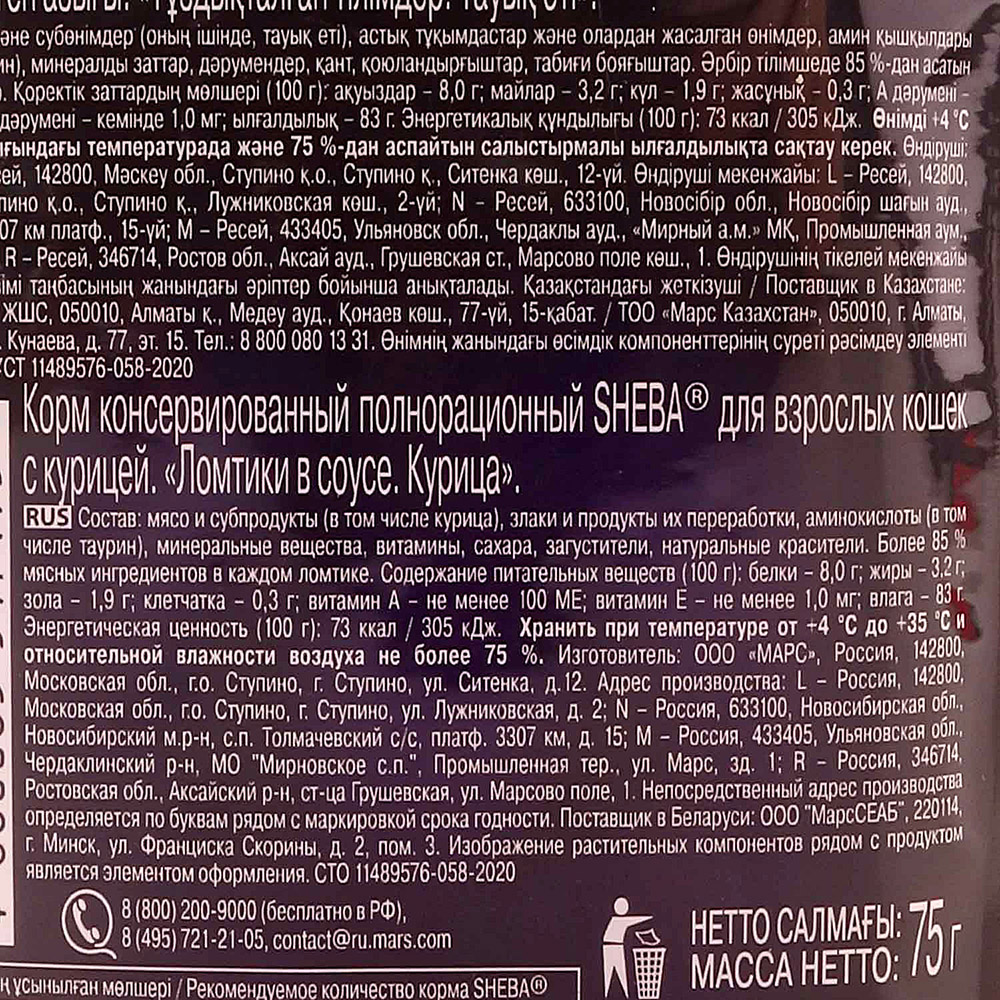 «Тұздықталған тілімдер. Тауық еті».
және субөнімдер (оның ішінде, тауық еті), астық тұқымдастар және олардан жасалған өнімдер, амин қышқылдары
минералды заттар, дәрумендер, қант, қоюландырғыштар, табиғи бояғыштар. Әрбір тілімшеде 85 %-дан асатын
Қоректік заттардың мөлшері (100 г): ақуыздар – 8,0 г; майлар – 3,2 г; күл – 1,9 г; жасұнық – 0,3 г; А дәрумені –
дәрумені – кемінде 1,0 мг; ылғалдылық – 83 г. Энергетикалық құндылығы (100 г): 73 ккал / 305 кДж. Өнімді +4 °С
температурада және 75 %-дан аспайтын салыстырмалы ылғалдылықта сақтау керек. Өндіруші:
142800, Мәскеу обл., Ступино қ.о., Ступино қ., Ситенка көш., 12-үй. Өндіруші мекенжайы: L – Ресей, 142800,
қ.о., Ступино қ., Лужниковская көш., 2-үй; N – Ресей, 633100, Новосібір обл., Новосібір шағын ауд.,
07 км платф., 15-үй; M – Ресей, 433405, Ульяновск обл., Чердаклы ауд., «Мирный а.м.» МҚ, Промышленная аум.,
R – Ресей, 346714, Ростов обл., Аксай ауд., Грушевская ст., Марсово поле көш., 1. Өндірушінің тікелей мекенжайы
таңбасының жанындағы әріптер бойынша анықталады. Қазақстандағы жеткізуші / Поставщик в Казахстане:
ЖШС, 050010, Алматы қ., Медеу ауд., Қонаев көш., 77-үй, 15-қабат. / ТОО «Марс Казахстан», 050010, г. Алматы,
Кунаева, д. 77, эт. 15. Тел.: 8 800 080 13 31. Өнімнің жанындағы өсімдік компоненттерінің суреті рәсімдеу элементі
СТ 11489576-058-2020
Корм консервированный полнорационный SHEBA® для взрослых кошек
с курицей. «Ломтики в соусе. Курица».
RUS Состав: мясо и субпродукты (в том числе курица), злаки и продукты их переработки, аминокислоты (в том
числе таурин), минеральные вещества, витамины, сахара, загустители, натуральные красители. Более 85 %
мясных ингредиентов в каждом ломтике. Содержание питательных веществ (100 г): белки – 8,0 г; жиры – 3,2 г;
зола – 1,9 г; клетчатка – 0,3 г; витамин А – не менее 100 МЕ; витамин Е – не менее 1,0 мг; влага – 83 г.
Энергетическая ценность (100 г): 73 ккал / 305 кДж. Хранить при температуре от +4 °С до +35 °С и
относительной влажности воздуха не более 75 %. Изготовитель: ООО «МАРС», Россия, 142800,
Московская обл., г.о. Ступино, г. Ступино, ул. Ситенка, д.12. Адрес производства: L – Россия, 142800,
Московская обл., г.о. Ступино, г. Ступино, ул. Лужниковская, д. 2; N – Россия, 633100, Новосибирская обл.,
Новосибирский м.р-н, с.п. Толмачевский с/с, платф. 3307 км, д. 15; M – Россия, 433405, Ульяновская обл.,
Чердаклинский р-н, МО "Мирновское с.п.", Промышленная тер., ул. Марс, зд. 1; R – Россия, 346714,
Ростовская обл., Аксайский р-н, ст-ца Грушевская, ул. Марсово поле, 1. Непосредственный адрес производства
определяется по буквам рядом с маркировкой срока годности. Поставщик в Беларуси: ООО "МарсСЕАБ", 220114,
г. Минск, ул. Франциска Скорины, д. 2, пом. 3. Изображение растительных компонентов рядом с продуктом
является элементом оформления. СТО 11489576-058-2020
8 (800) 200-9000 (бесплатно в РФ),
8 (495) 721-21-05, contact@ru.mars.com
НЕТТО САЛМАҒЫ:
МАССА НЕТТО: 75 г
ұсынылған мөлшері / Рекомендуемое количество корма SHEBA®